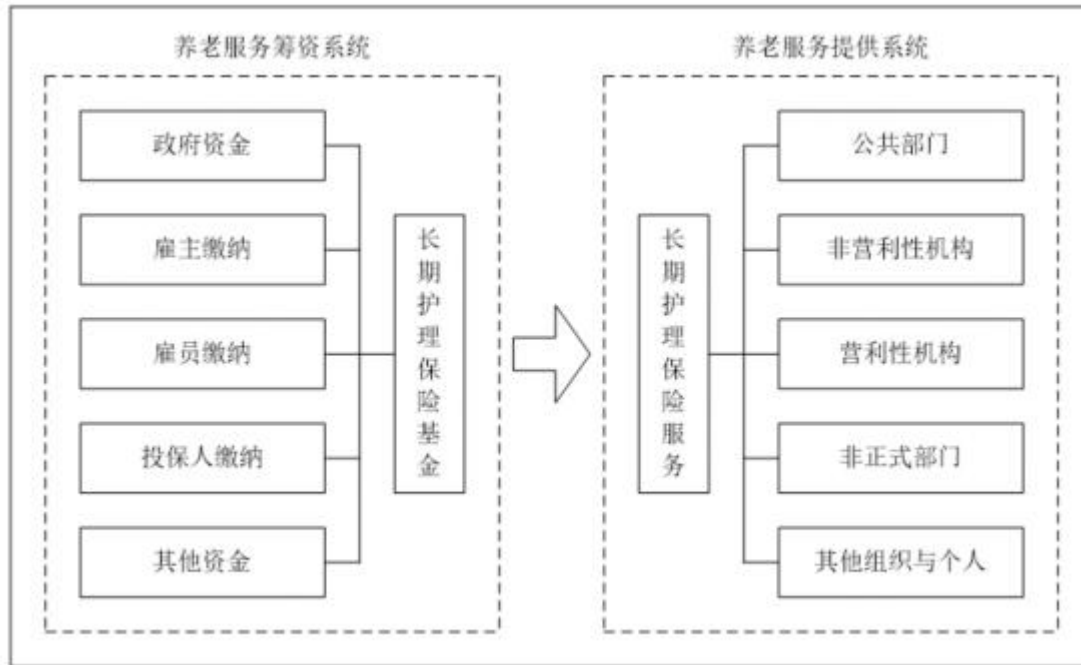 养老服务筹资系统
政府资金
雇主缴纳
雇员缴纳
投保人缴纳
其他资金
长期护理保险基金
养老服务提供系统
长期护理保险服务
公共部门
非营利性机构
营利性机构
非正式部门
其他组织与个人